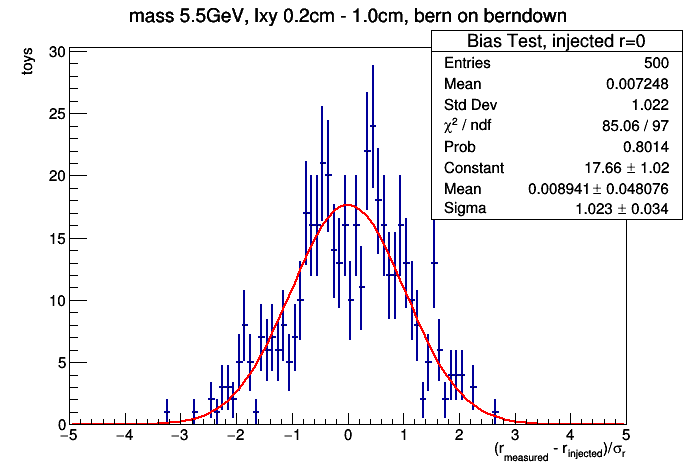 mass 5.5GeV, lxy 0.2cm - 1.0cm, bern on berndown
Bias Test, injected r=0
Entries 500
Mean 0.007248
Std Dev 1.022
χ² / ndf 85.06 / 97
Prob 0.8014
Constant 17.66 ± 1.02
Mean 0.008941 ± 0.048076
Sigma 1.023 ± 0.034
toys
30
25
20
15
10
5
0
−5 −4 −3 −2 −1 0 1 2 3 4 5
(r_measured - r_injected)/σ_r